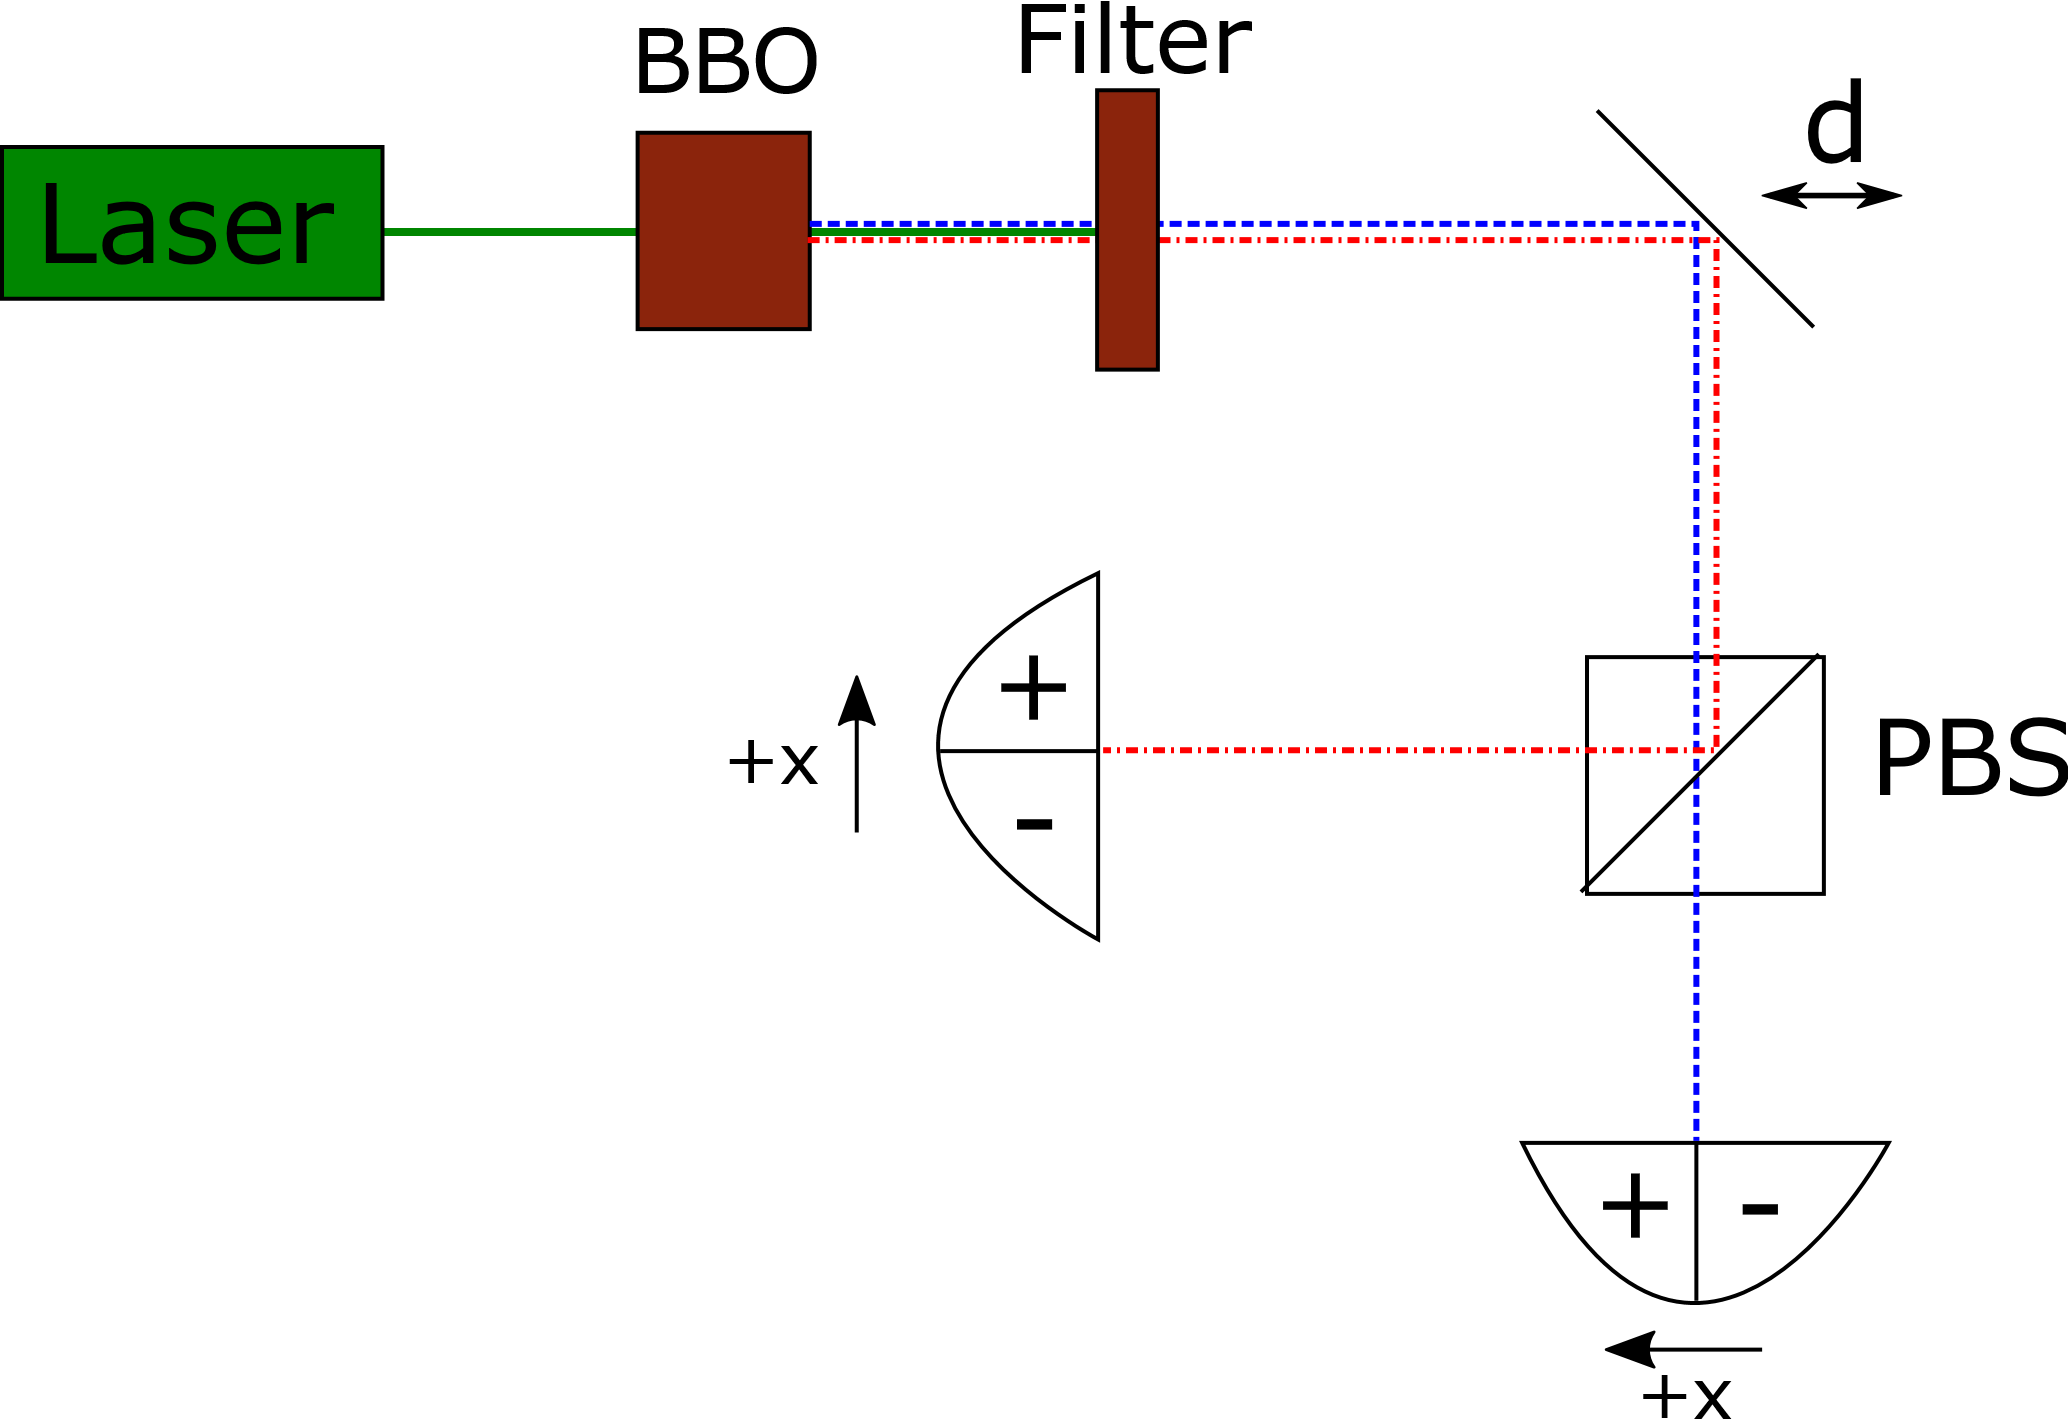 BBO
Filter
Laser
d
+
-
+x
PBS
+
-
+x